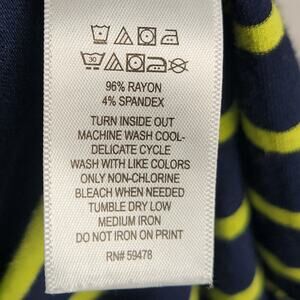 30
96% RAYON
4% SPANDEX
TURN INSIDE OUT
MACHINE WASH COOL-
DELICATE CYCLE
WASH WITH LIKE COLORS
ONLY NON-CHLORINE
BLEACH WHEN NEEDED
TUMBLE DRY LOW
MEDIUM IRON
DO NOT IRON ON PRINT
RN# 59478